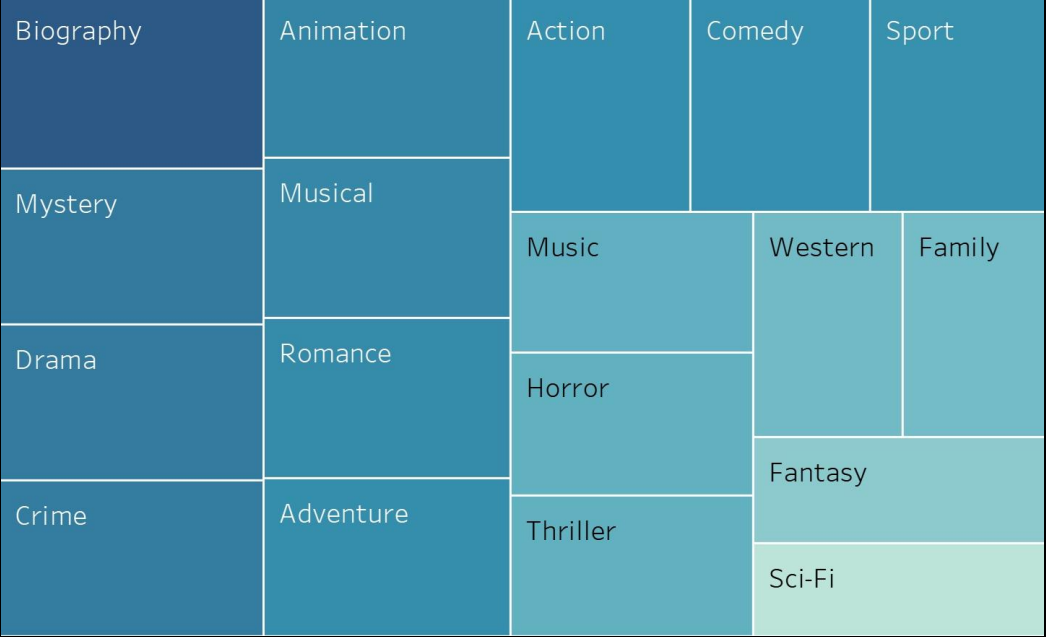 Biography
Mystery
Drama
Crime
Animation
Musical
Romance
Adventure
Action
Comedy
Sport
Music
Horror
Thriller
Western
Family
Fantasy
Sci-Fi